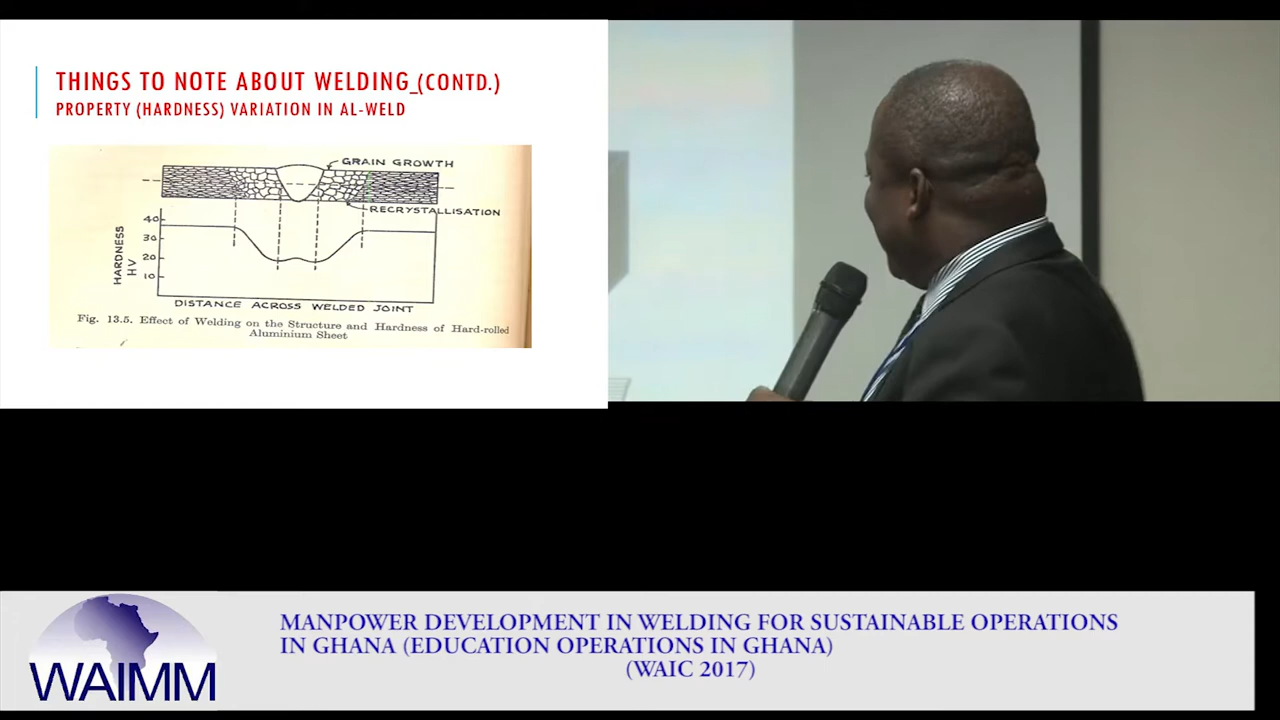 THINGS TO NOTE ABOUT WELDING_(CONTD.)
PROPERTY (HARDNESS) VARIATION IN AL-WELD
GRAIN GROWTH
RECRYSTALLISATION
40
30
20
10
HARDNESS
HV
DISTANCE ACROSS WELDED JOINT
Fig. 13.5. Effect of Welding on the Structure and Hardness of Hard-rolled
Aluminium Sheet
WAIMM
MANPOWER DEVELOPMENT IN WELDING FOR SUSTAINABLE OPERATIONS
IN GHANA (EDUCATION OPERATIONS IN GHANA)
(WAIC 2017)